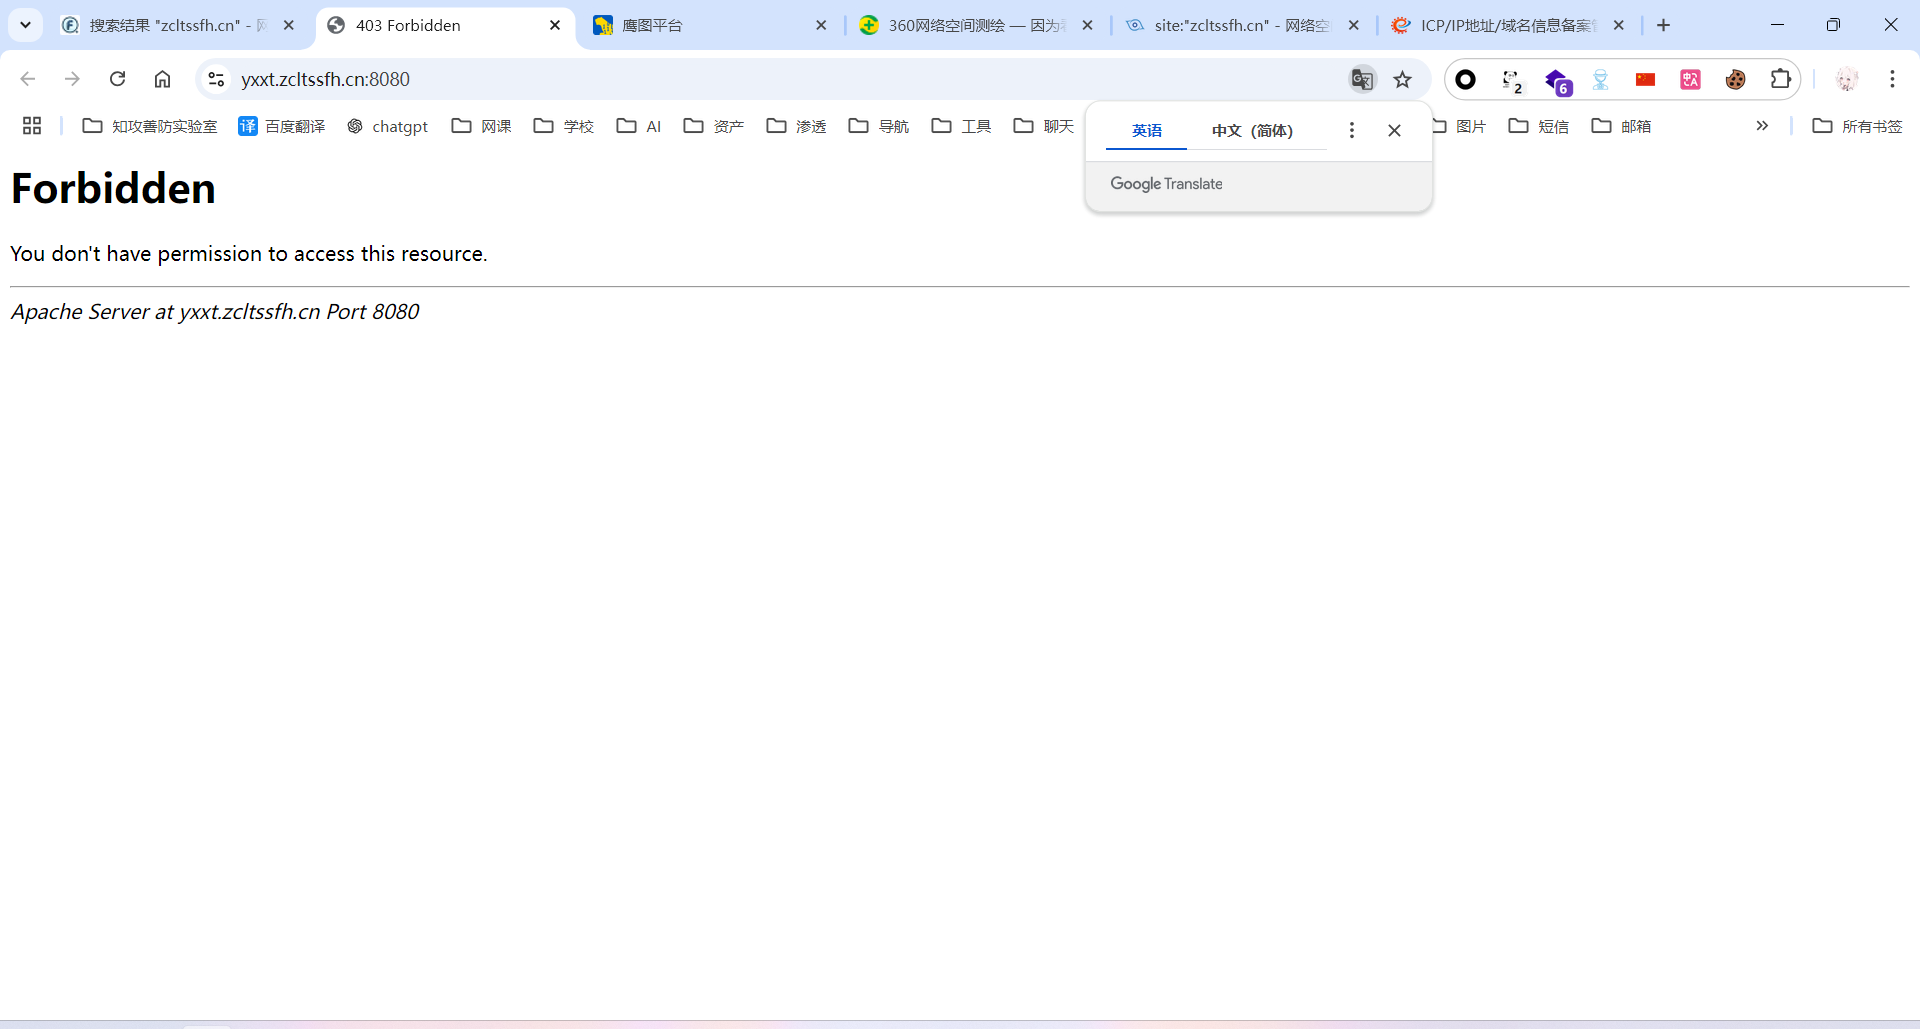 搜索结果 "zcltssfh.cn" - 网
403 Forbidden
鹰图平台
360网络空间测绘 — 因为
site:"zcltssfh.cn" - 网络空
ICP/IP地址/域名信息备案
yxxt.zcltssfh.cn:8080
2
6
知攻善防实验室
百度翻译
chatgpt
网课
学校
AI
资产
渗透
导航
工具
聊天
图片
短信
邮箱
所有书签
英语
中文（简体）
Google Translate
Forbidden
You don't have permission to access this resource.
Apache Server at yxxt.zcltssfh.cn Port 8080